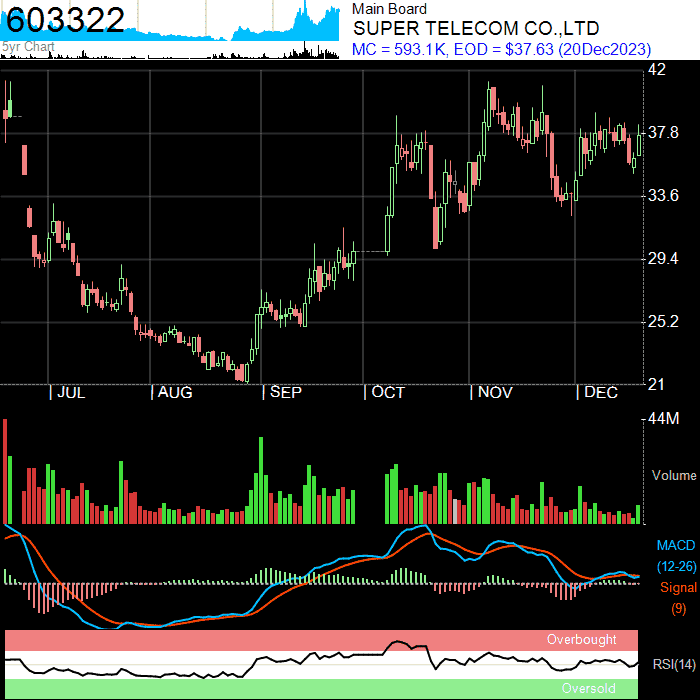 603322
5yr Chart
Main Board
SUPER TELECOM CO.,LTD
MC = 593.1K, EOD = $37.63 (20Dec2023)
42
37.8
33.6
29.4
25.2
21
JUL
AUG
SEP
OCT
NOV
DEC
44M
Volume
MACD
(12-26)
Signal
(9)
Overbought
RSI(14)
Oversold